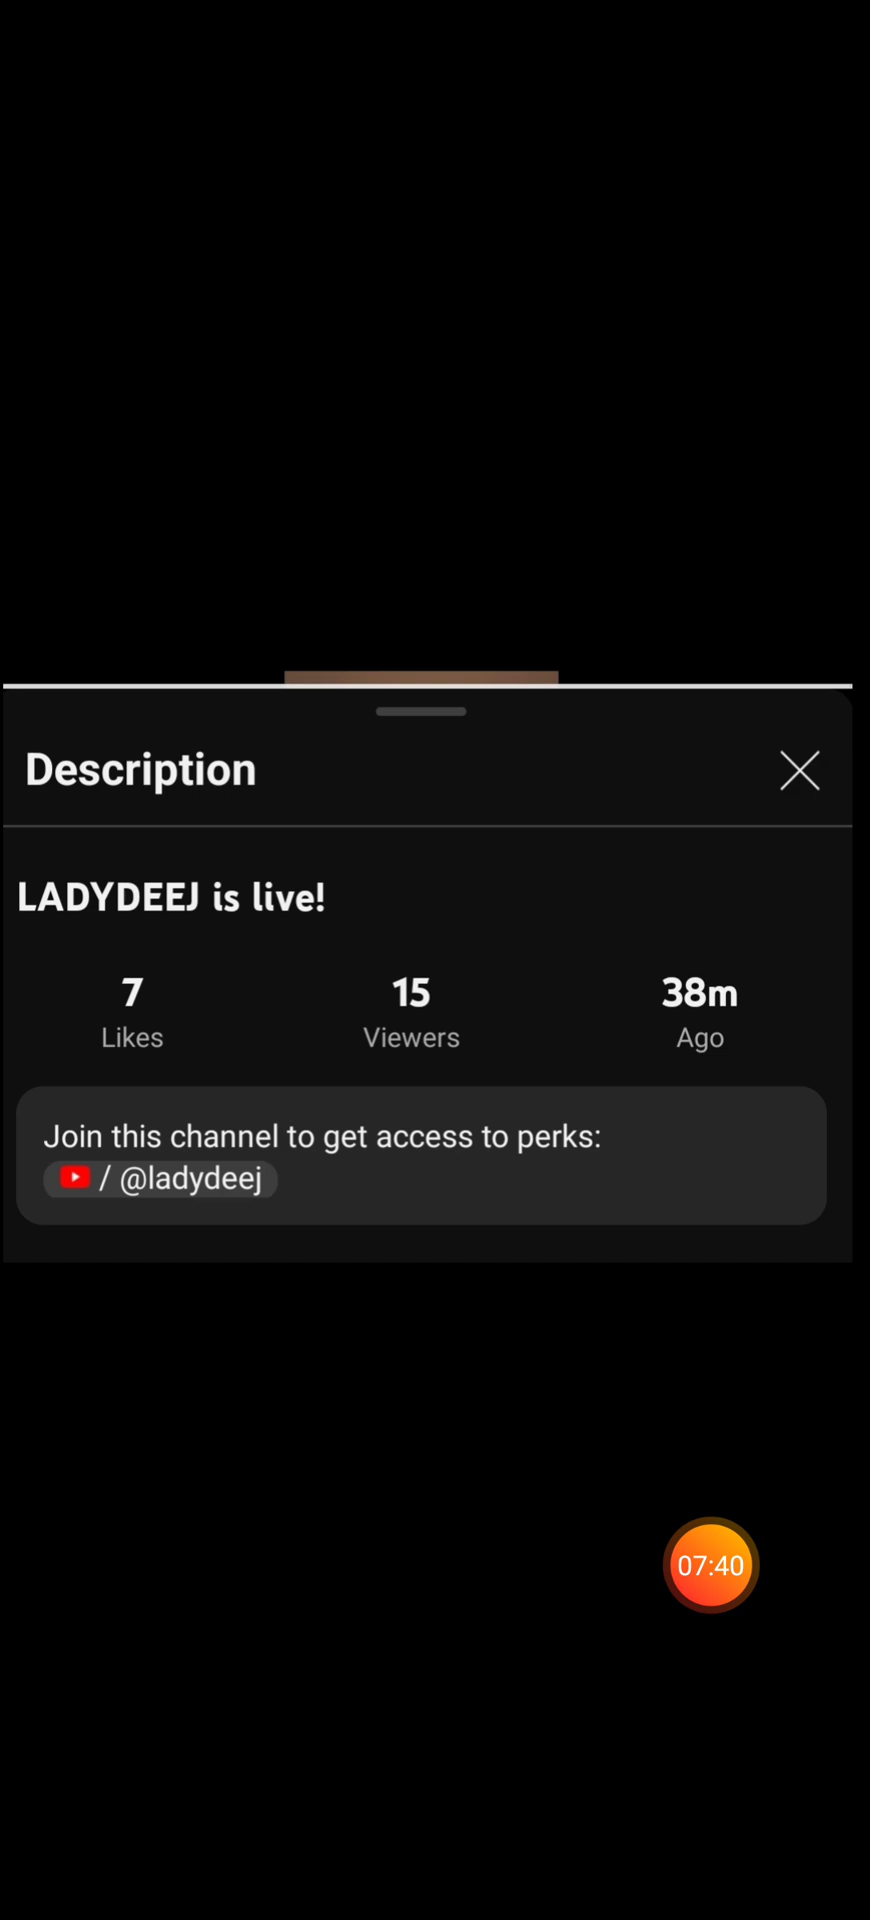 Description
LADYDEEJ is live!
7 15 38m
Likes Viewers Ago
Join this channel to get access to perks:
/ @ladydeej
07:40